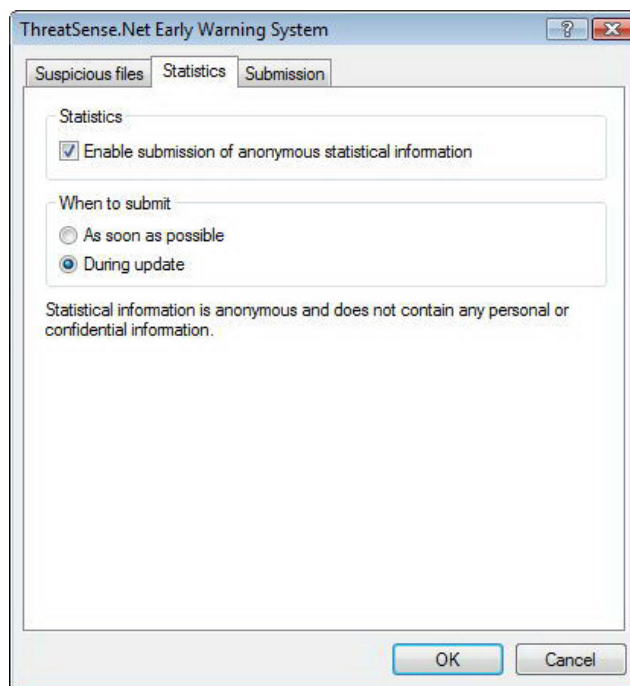 ThreatSense.Net Early Warning System
?
Suspicious files Statistics Submission
Statistics
Enable submission of anonymous statistical information
When to submit
As soon as possible
During update
Statistical information is anonymous and does not contain any personal or
confidential information.
OK Cancel